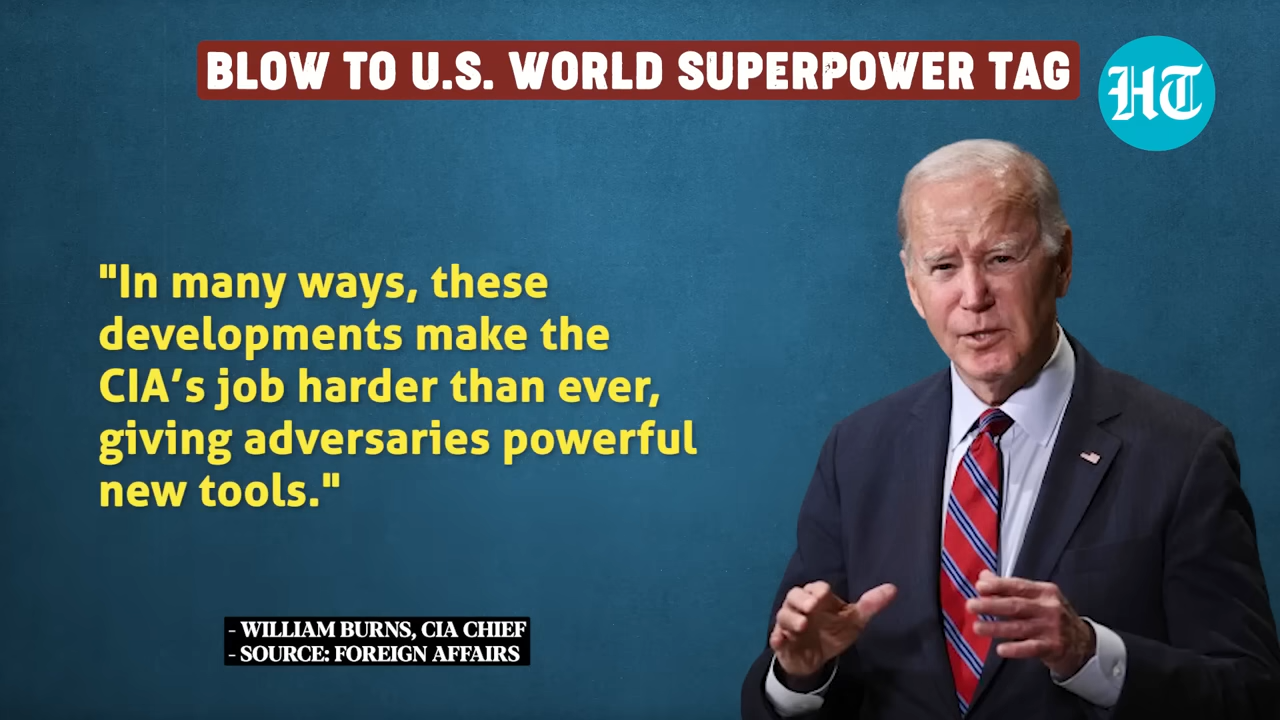 BLOW TO U.S. WORLD SUPERPOWER TAG
HT
"In many ways, these
developments make the
CIA’s job harder than ever,
giving adversaries powerful
new tools."
- WILLIAM BURNS, CIA CHIEF
- SOURCE: FOREIGN AFFAIRS